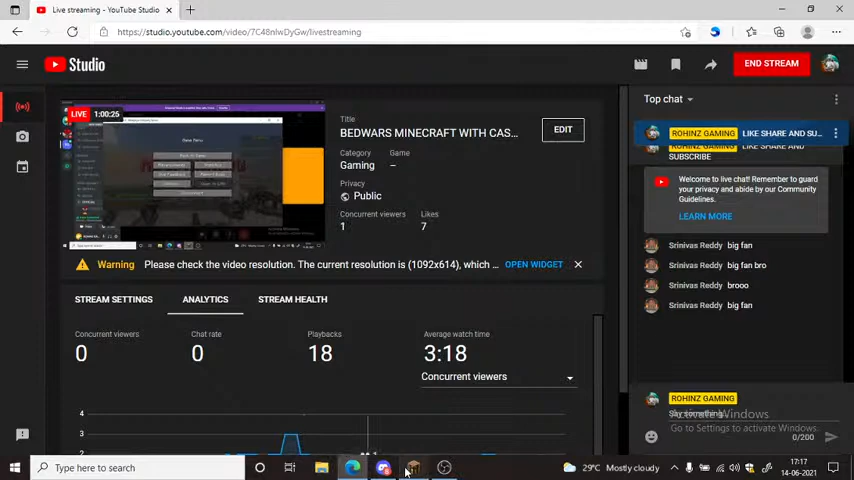 Live streaming - YouTube Studio
https://studio.youtube.com/video/7C48nIwDyGw/livestreaming
Studio
END STREAM
LIVE 1:00:25
Title
BEDWARS MINECRAFT WITH CAS...
EDIT
Category
Game
Gaming
–
Privacy
Public
Concurrent viewers
Likes
1
7
Warning Please check the video resolution. The current resolution is (1092x614), which ... OPEN WIDGET
STREAM SETTINGS
ANALYTICS
STREAM HEALTH
Concurrent viewers
Chat rate
Playbacks
Average watch time
0
0
18
3:18
Concurrent viewers
4
3
Top chat
ROHINZ GAMING LIKE SHARE AND SU...
ROHINZ GAMING LIKE SHARE AND
SUBSCRIBE
Welcome to live chat! Remember to guard
your privacy and abide by our Community
Guidelines.
LEARN MORE
Srinivas Reddy big fan
Srinivas Reddy big fan bro
Srinivas Reddy brooo
Srinivas Reddy big fan
ROHINZ GAMING
Say something...
Activate Windows
Go to Settings to activate Windows.
0/200
Type here to search
29°C Mostly cloudy
17:17
14-06-2021